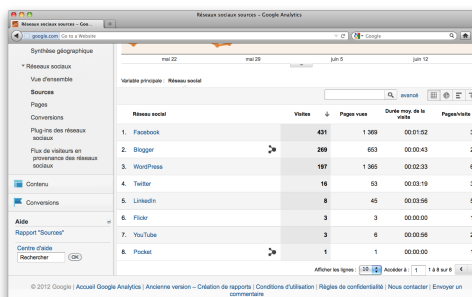 Réseaux sociaux sources – Google Analytics
Réseaux sociaux sources – Goo...
google.com Go to a Website
Google
Synthèse géographique
Réseaux sociaux
Vue d'ensemble
Sources
Pages
Conversions
Plug-ins des réseaux
sociaux
Flux de visiteurs en
provenance des réseaux
sociaux
Contenu
Conversions
Aide
Rapport "Sources"
Centre d'aide
Rechercher OK
mai 22 mai 29 juin 5 juin 12
Variable principale : Réseau social
avancé
Réseau social Visites Pages vues Durée moy. de la visite Pages/visite
1. Facebook 431 1 369 00:01:52
2. Blogger 269 653 00:00:43
3. WordPress 197 1 365 00:02:33
4. Twitter 16 53 00:03:19
5. LinkedIn 8 45 00:03:56
6. Flickr 3 3 00:00:00
7. YouTube 3 6 00:00:56
8. Pocket 1 1 00:00:00
Afficher les lignes : 10 Accéder à : 1 1 à 8 sur 8
© 2012 Google | Accueil Google Analytics | Ancienne version – Création de rapports | Conditions d'utilisation | Règles de confidentialité | Nous contacter | Envoyer un
commentaire